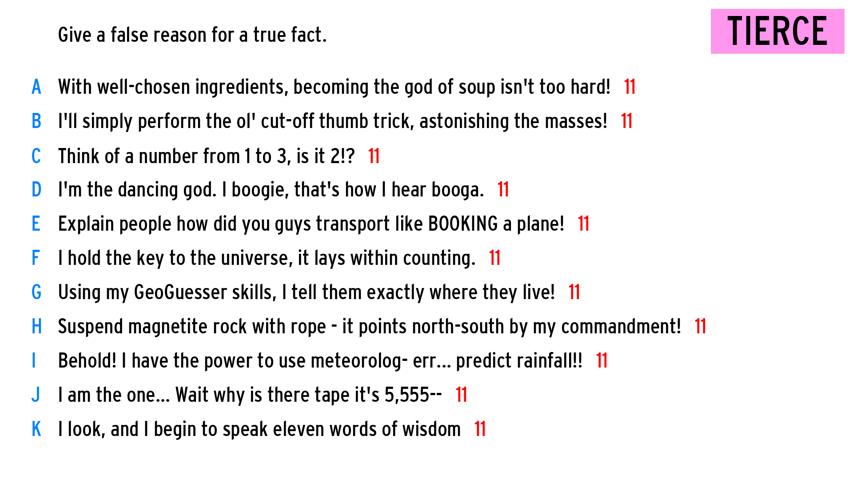 Give a false reason for a true fact.
TIERCE
A With well-chosen ingredients, becoming the god of soup isn't too hard! 11
B I'll simply perform the ol' cut-off thumb trick, astonishing the masses! 11
C Think of a number from 1 to 3, is it 2!? 11
D I'm the dancing god. I boogie, that's how I hear booga. 11
E Explain people how did you guys transport like BOOKING a plane! 11
F I hold the key to the universe, it lays within counting. 11
G Using my GeoGuesser skills, I tell them exactly where they live! 11
H Suspend magnetite rock with rope - it points north-south by my commandment! 11
I Behold! I have the power to use meteorolog- err... predict rainfall!! 11
J I am the one... Wait why is there tape it's 5,555-- 11
K I look, and I begin to speak eleven words of wisdom 11